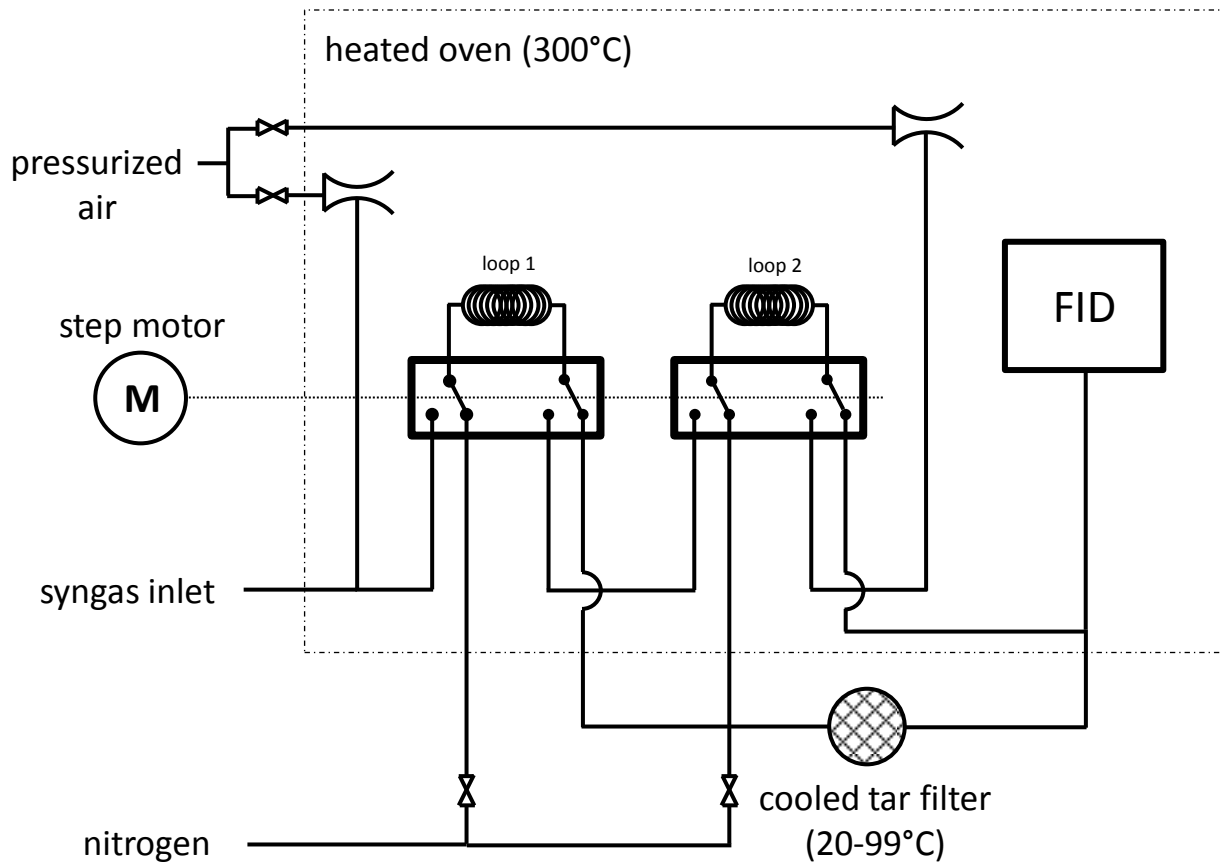 heated oven (300°C)
pressurized
air
loop 1
loop 2
FID
step motor
M
syngas inlet
cooled tar filter
(20-99°C)
nitrogen